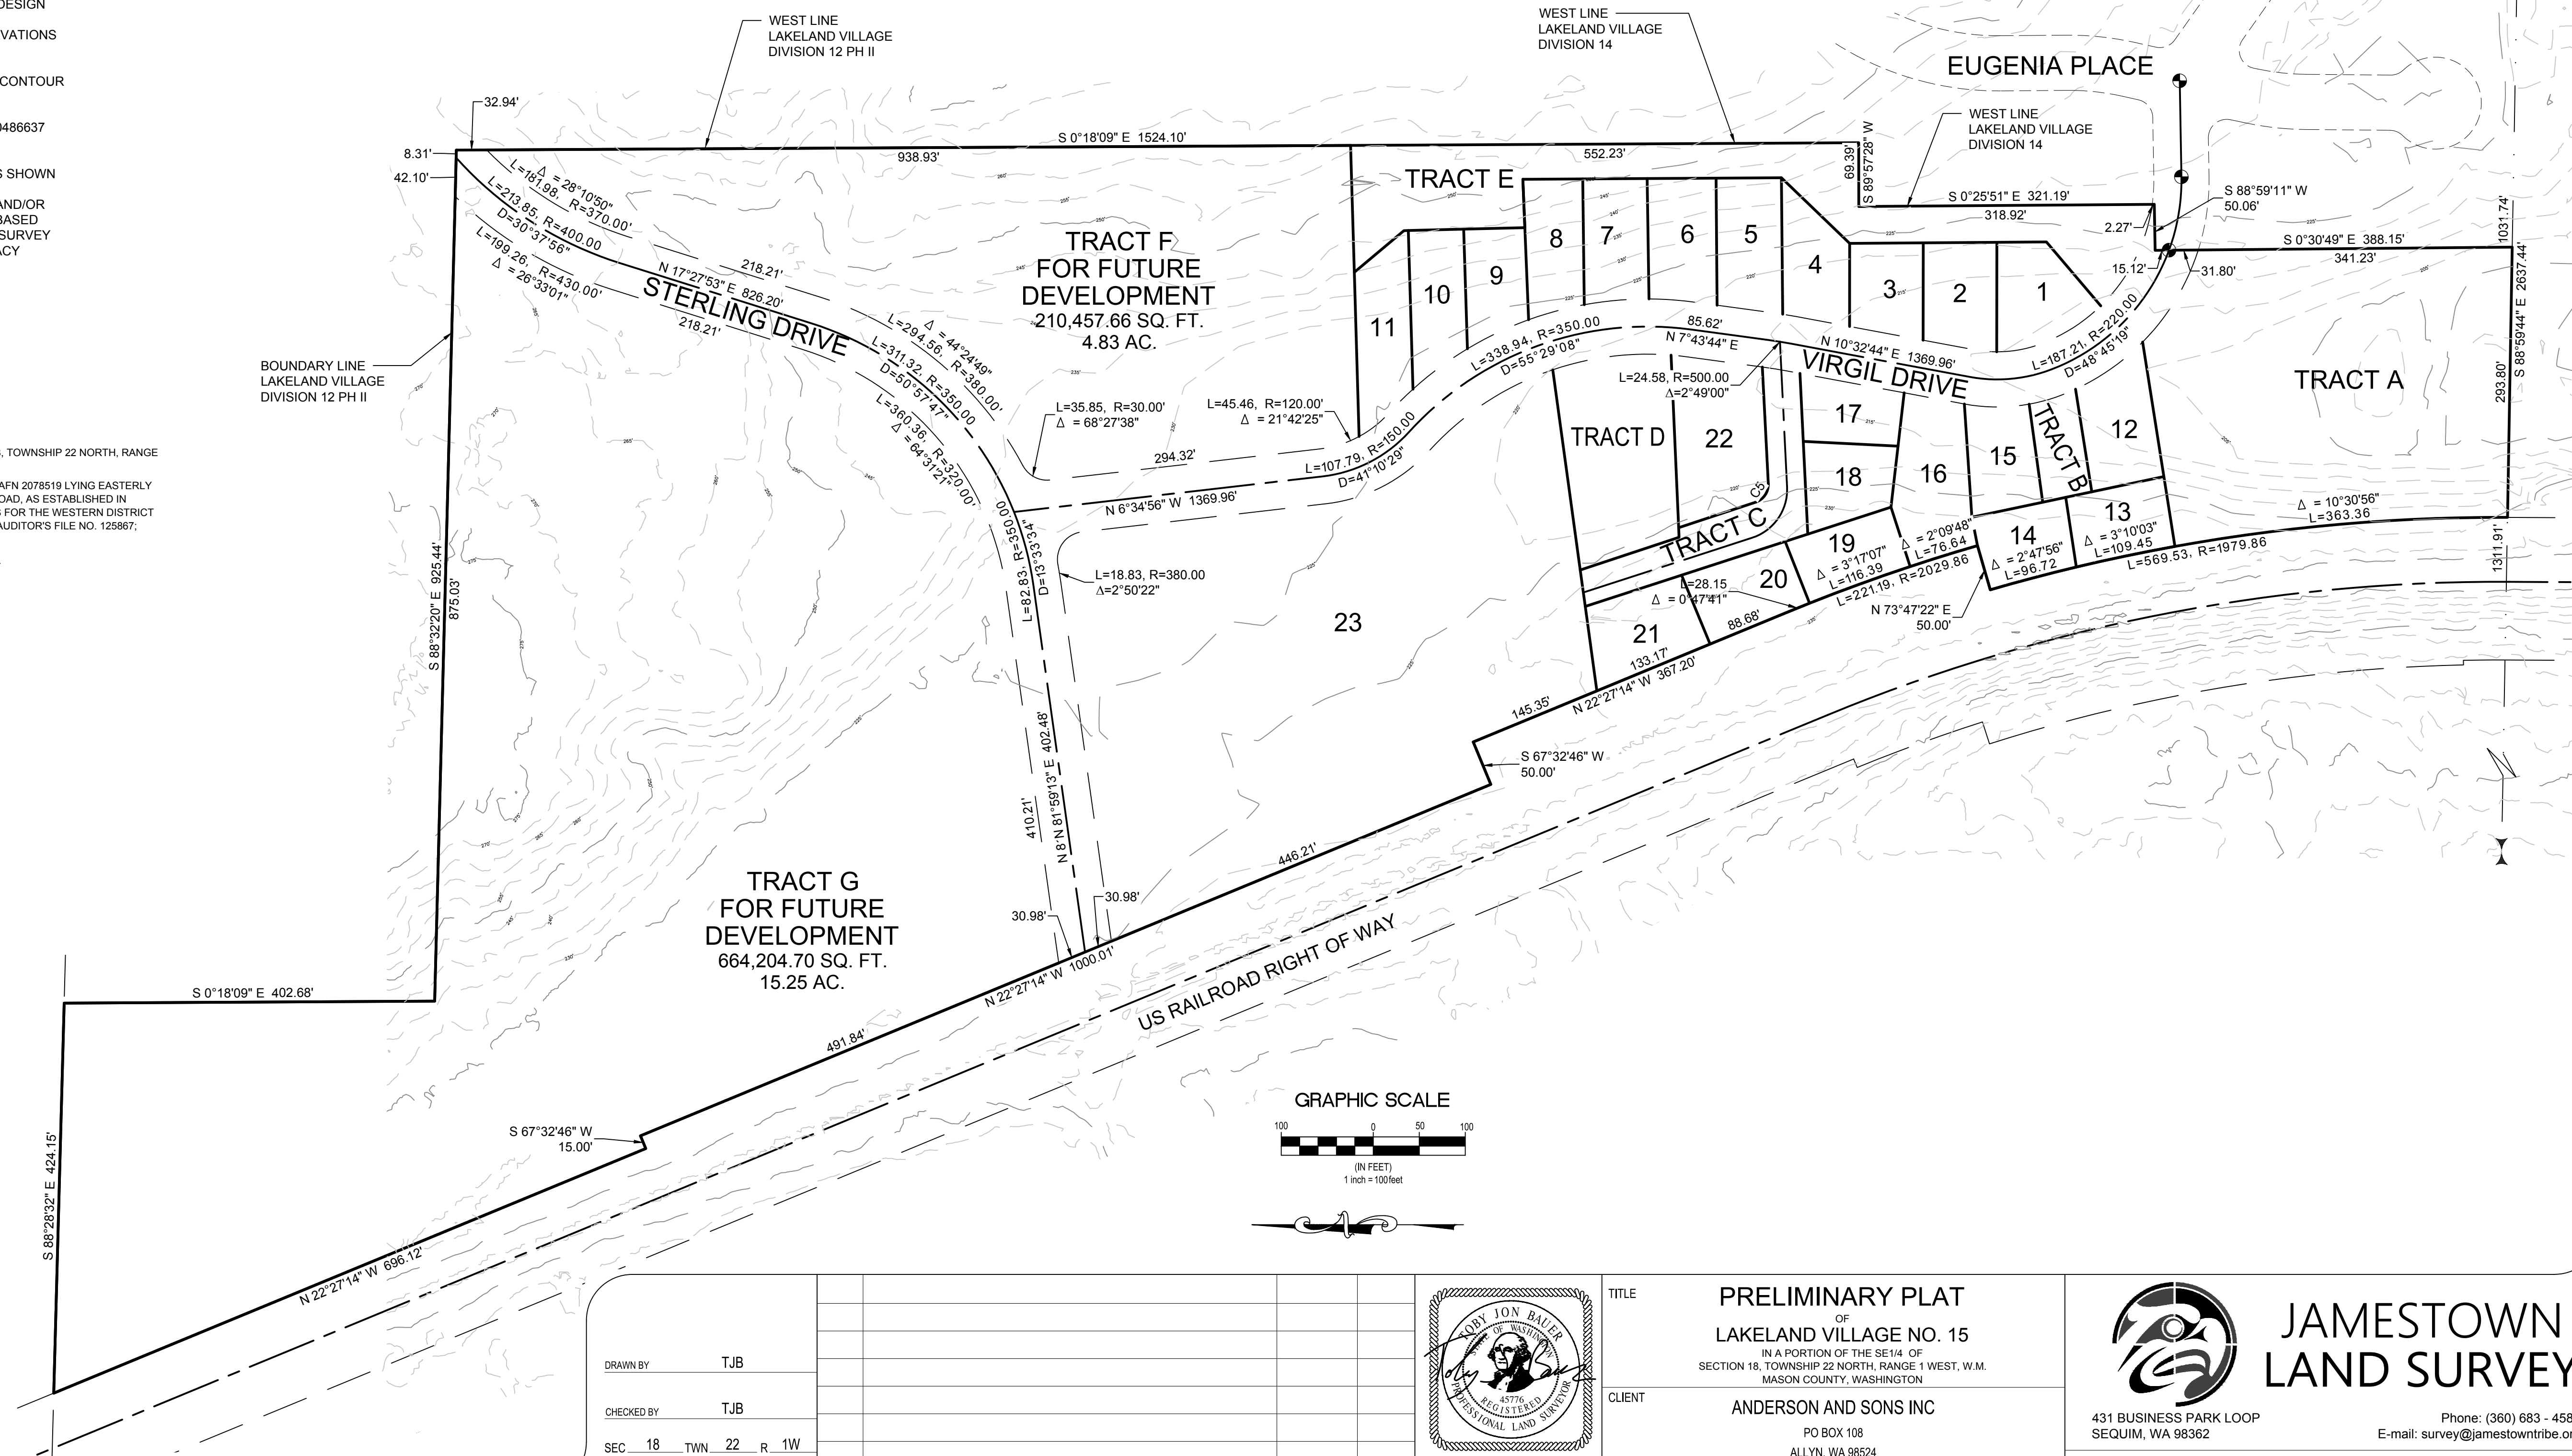 DESIGN
VATIONS
CONTOUR
0486637
S SHOWN
AND/OR
BASED
SURVEY
ACY
, TOWNSHIP 22 NORTH, RANGE
AFN 2078519 LYING EASTERLY
OAD, AS ESTABLISHED IN
S FOR THE WESTERN DISTRICT
AUDITOR'S FILE NO. 125867;
WEST LINE
LAKELAND VILLAGE
DIVISION 12 PH II
WEST LINE
LAKELAND VILLAGE
DIVISION 14
EUGENIA PLACE
WEST LINE
LAKELAND VILLAGE
DIVISION 14
32.94'
8.31'
42.10'
S 0°18'09" E 1524.10'
938.93'
552.23'
69.39'
S 89°57'28" W
S 0°25'51" E 321.19'
318.92'
2.27'
S 88°59'11" W
50.06'
S 0°30'49" E 388.15'
341.23'
15.12'
31.80'
1031.74'
S 88°59'44" E 2637.44'
293.80'
1311.91'
Δ = 28°10'50"
L=181.98, R=370.00'
L=213.85, R=400.00
D=30°37'56"
L=199.26, R=430.00'
Δ = 26°33'01"
218.21'
N 17°27'53" E 826.20'
STERLING DRIVE
218.21'
Δ = 44°24'49"
L=294.56, R=380.00'
L=311.32, R=350.00
D=50°57'47"
L=360.36, R=320.00'
Δ = 64°31'21"
TRACT F
FOR FUTURE
DEVELOPMENT
210,457.66 SQ. FT.
4.83 AC.
TRACT E
11
10
9
8
7
6
5
4
3
2
1
TRACT A
BOUNDARY LINE
LAKELAND VILLAGE
DIVISION 12 PH II
L=35.85, R=30.00'
Δ = 68°27'38"
L=45.46, R=120.00'
Δ = 21°42'25"
294.32'
N 6°34'56" W 1369.96'
L=107.79, R=150.00
D=41°10'29"
L=338.94, R=350.00
D=55°29'08"
85.62'
N 7°43'44" E
N 10°32'44" E 1369.96'
VIRGIL DRIVE
L=24.58, R=500.00
Δ=2°49'00"
L=187.21, R=220.00
D=48°45'19"
TRACT D
22
17
18
16
15
TRACT B
12
C5
TRACT C
19
Δ = 3°17'07"
L=116.39
Δ = 2°09'48"
L=76.64
14
Δ = 2°47'56"
L=96.72
13
Δ = 3°10'03"
L=109.45
Δ = 10°30'56"
L=363.36
L=569.53, R=1979.86
L=221.19, R=2029.86
20
L=28.15
Δ = 0°47'41"
88.68'
21
133.17'
N 22°27'14" W 367.20'
N 73°47'22" E
50.00'
145.35'
S 67°32'46" W
50.00'
L=82.83, R=350.00
D=13°33'34"
L=18.83, R=380.00
Δ=2°50'22"
23
S 88°32'20" E 925.44'
875.03'
410.21'
N 8'N 81°59'13" E 402.48'
446.21'
30.98'
30.98'
N 22°27'14" W 1000.01'
US RAILROAD RIGHT OF WAY
TRACT G
FOR FUTURE
DEVELOPMENT
664,204.70 SQ. FT.
15.25 AC.
S 0°18'09" E 402.68'
491.84'
S 67°32'46" W
15.00'
S 88°28'32" E 424.15'
N 22°27'14" W 696.12'
GRAPHIC SCALE
100 0 50 100
(IN FEET)
1 inch = 100 feet
DRAWN BY TJB
CHECKED BY TJB
SEC 18 TWN 22 R 1W
TOBY JON BAUER
STATE OF WASHINGTON
45776
REGISTERED
PROFESSIONAL LAND SURVEYOR
TITLE
PRELIMINARY PLAT
OF
LAKELAND VILLAGE NO. 15
IN A PORTION OF THE SE1/4 OF
SECTION 18, TOWNSHIP 22 NORTH, RANGE 1 WEST, W.M.
MASON COUNTY, WASHINGTON
CLIENT
ANDERSON AND SONS INC
PO BOX 108
ALLYN, WA 98524
JAMESTOWN
LAND SURVEY
431 BUSINESS PARK LOOP
SEQUIM, WA 98362
Phone: (360) 683 - 458
E-mail: survey@jamestowntribe.o